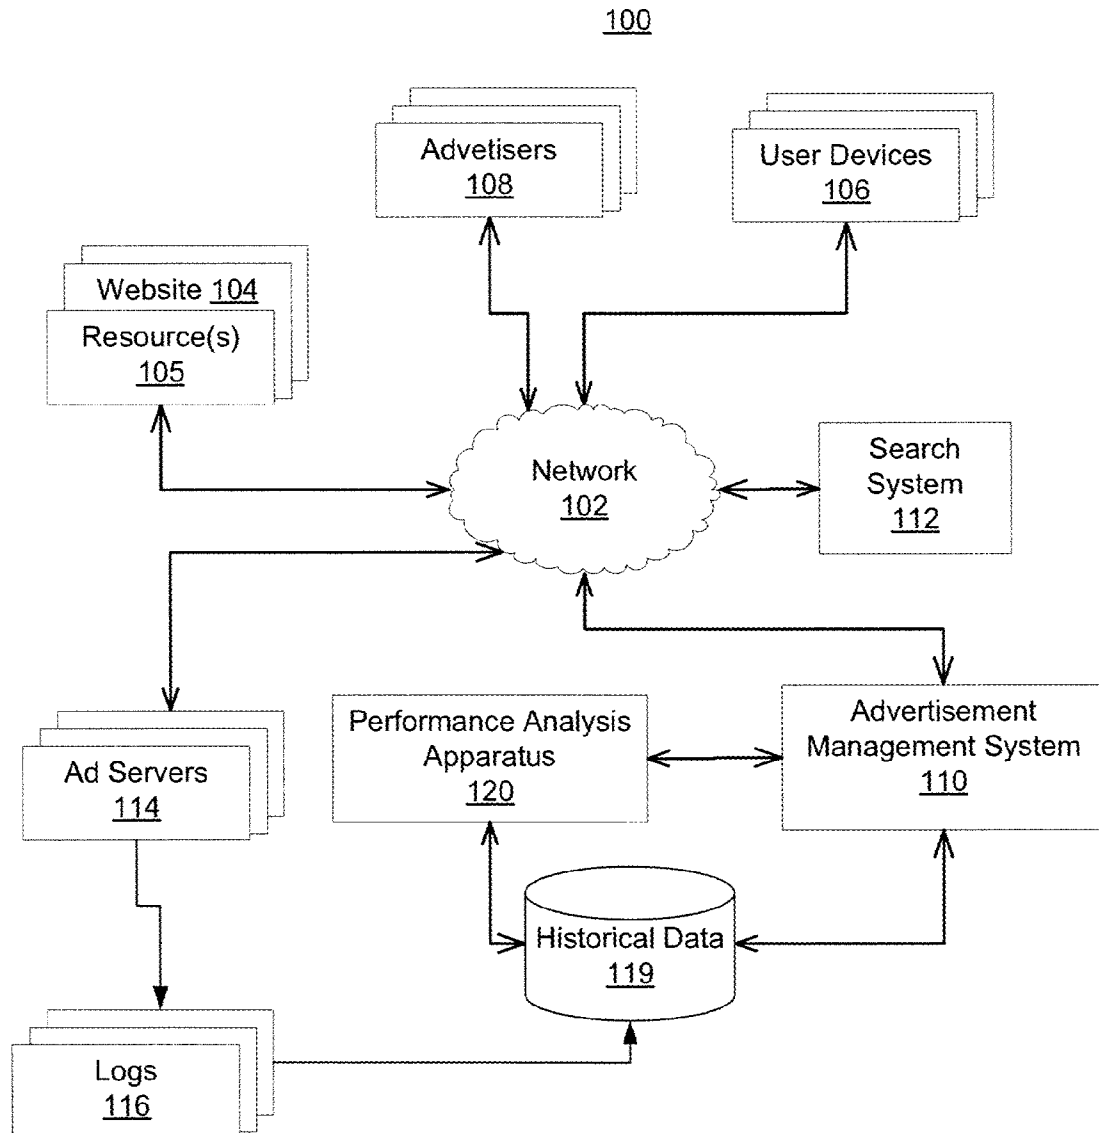 100
Advetisers
108
User Devices
106
Website 104
Resource(s)
105
Network
102
Search
System
112
Performance Analysis
Apparatus
120
Advertisement
Management System
110
Ad Servers
114
Historical Data
119
Logs
116